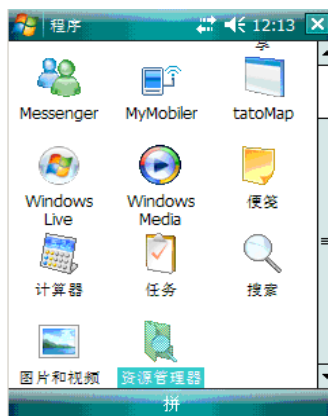 程序 12:13
享
Messenger MyMobiler tatoMap
Windows Live Windows Media 便笺
计算器 任务 搜索
图片和视频 资源管理器
拼